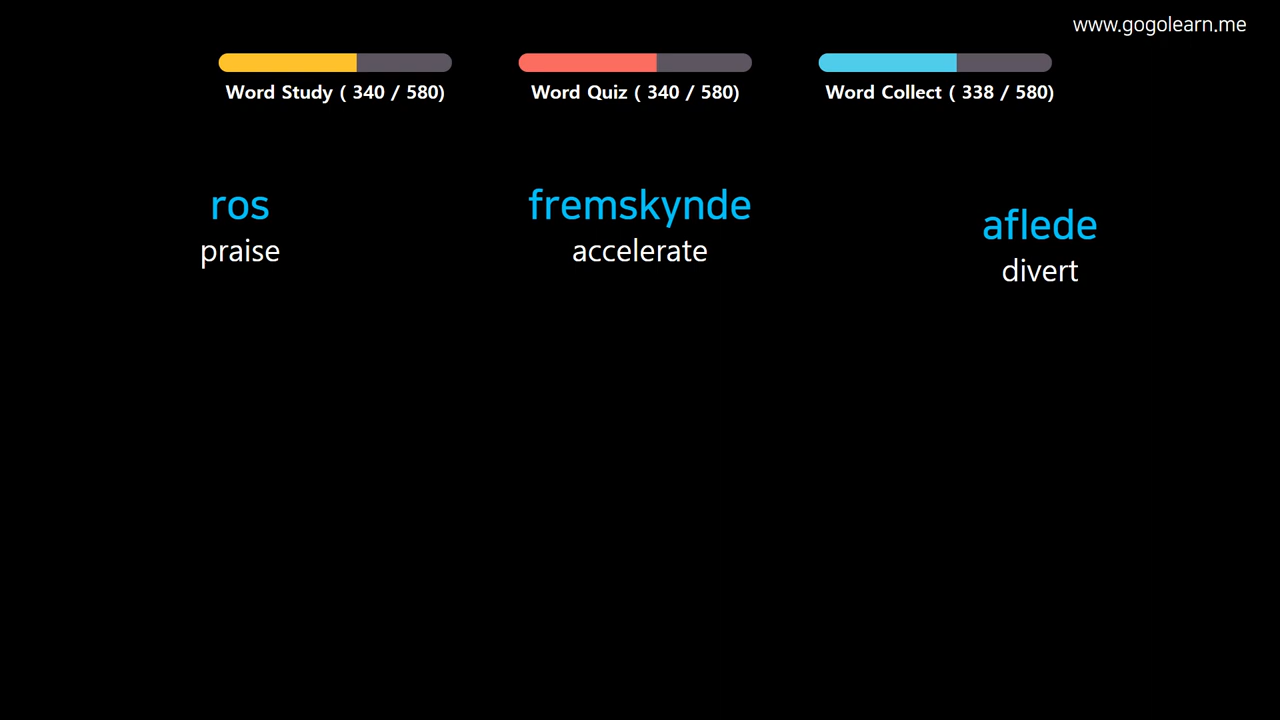 www.gogolearn.me
Word Study ( 340 / 580)
Word Quiz ( 340 / 580)
Word Collect ( 338 / 580)
ros
praise
fremskynde
accelerate
aflede
divert